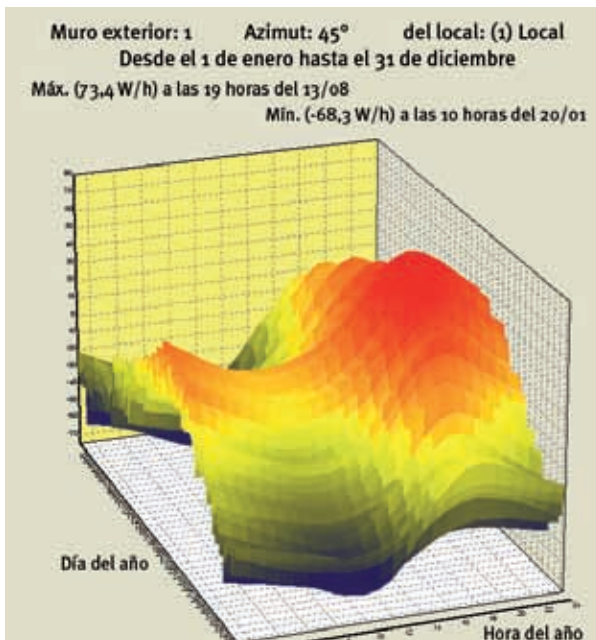 Muro exterior: 1 Azimut: 45° del local: (1) Local
Desde el 1 de enero hasta el 31 de diciembre
Máx. (73,4 W/h) a las 19 horas del 13/08
Mín. (-68,3 W/h) a las 10 horas del 20/01
Día del año
Hora del año